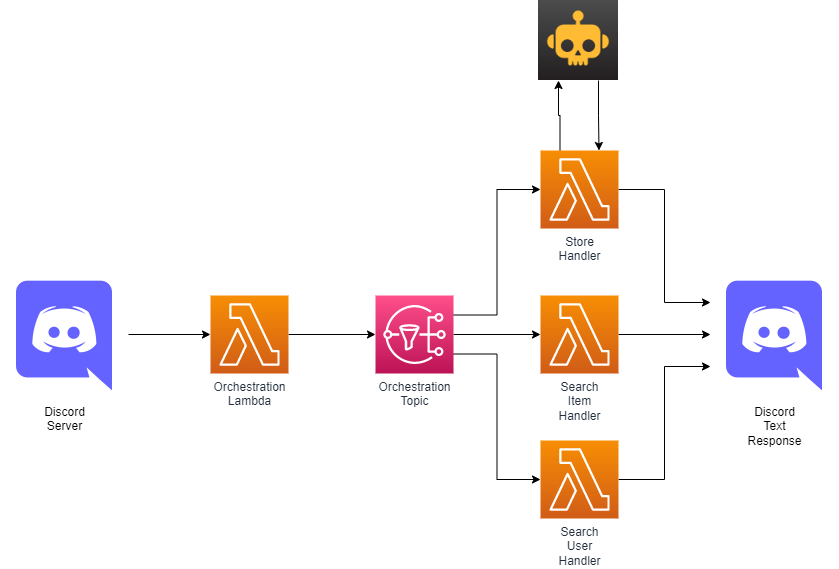 Store
Handler
Discord
Server
Orchestration
Lambda
Orchestration
Topic
Search
Item
Handler
Discord
Text
Response
Search
User
Handler